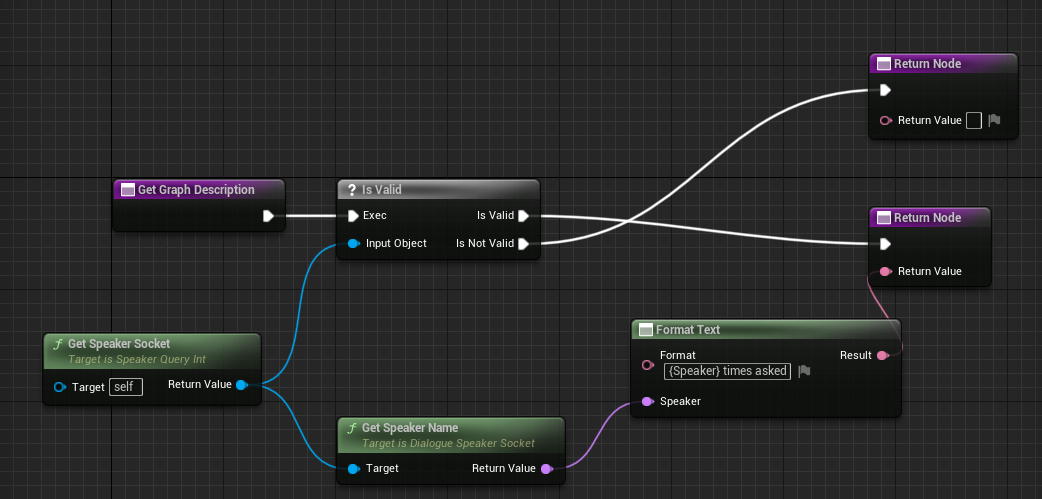 Return Node
Return Value
Get Graph Description
? Is Valid
Exec
Is Valid
Input Object
Is Not Valid
Return Node
Return Value
f Get Speaker Socket
Target is Speaker Query Int
Target self
Return Value
Format Text
Format
{Speaker} times asked
Result
Speaker
f Get Speaker Name
Target is Dialogue Speaker Socket
Target
Return Value